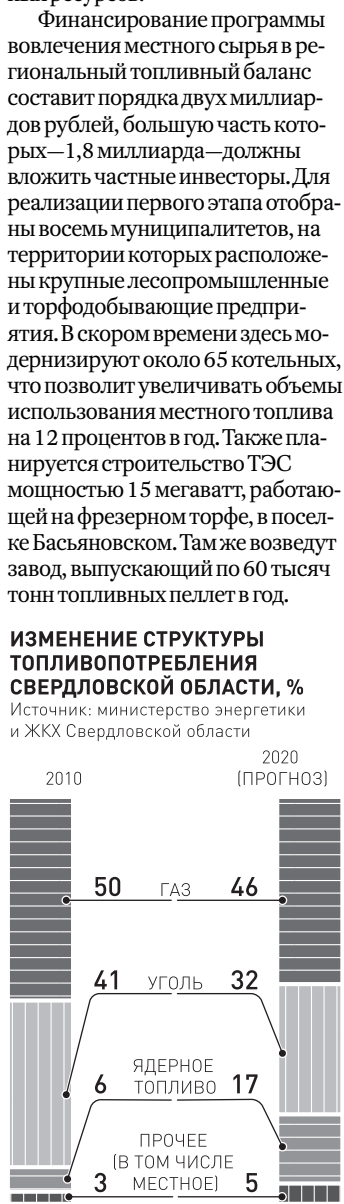 Финансирование программы
вовлечения местного сырья в ре-
гиональный топливный баланс
составит порядка двух миллиар-
дов рублей, большую часть кото-
рых—1,8 миллиарда—должны
вложить частные инвесторы. Для
реализации первого этапа отобра-
ны восемь муниципалитетов, на
территории которых расположе-
ны крупные лесопромышленные
и торфодобывающие предпри-
ятия. В скором времени здесь мо-
дернизируют около 65 котельных,
что позволит увеличивать объемы
использования местного топлива
на 12 процентов в год. Также пла-
нируется строительство ТЭС
мощностью 15 мегаватт, работаю-
щей на фрезерном торфе, в посел-
ке Басьяновском. Там же возведут
завод, выпускающий по 60 тысяч
тонн топливных пеллет в год.
ИЗМЕНЕНИЕ СТРУКТУРЫ
ТОПЛИВОПОТРЕБЛЕНИЯ
СВЕРДЛОВСКОЙ ОБЛАСТИ, %
Источник: министерство энергетики
и ЖКХ Свердловской области
2010
2020
(ПРОГНОЗ)
50 ГАЗ 46
41 УГОЛЬ 32
6 ЯДЕРНОЕ
ТОПЛИВО 17
ПРОЧЕЕ
(В ТОМ ЧИСЛЕ
3 МЕСТНОЕ) 5